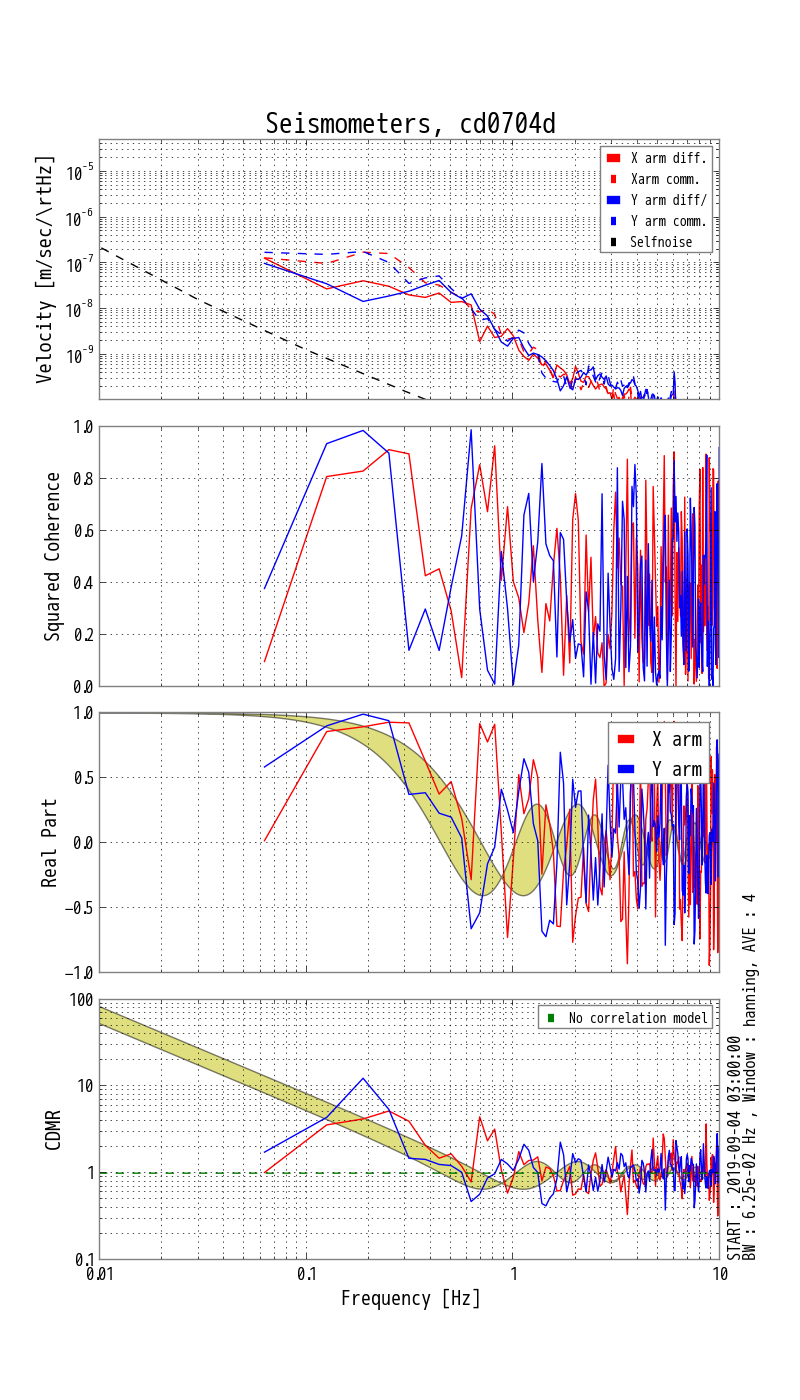 Seismometers, cd0704d
Velocity [m/sec/\rtHz]
10^-5
10^-6
10^-7
10^-8
10^-9
X arm diff.
Xarm comm.
Y arm diff/
Y arm comm.
Selfnoise
Squared Coherence
1.0
0.8
0.6
0.4
0.2
0.0
Real Part
1.0
0.5
0.0
−0.5
−1.0
X arm
Y arm
CDMR
100
10
1
0.1
No correlation model
0.01
0.1
1
10
Frequency [Hz]
START : 2019-09-04 03:00:00
BW : 6.25e-02 Hz , Window : hanning, AVE : 4